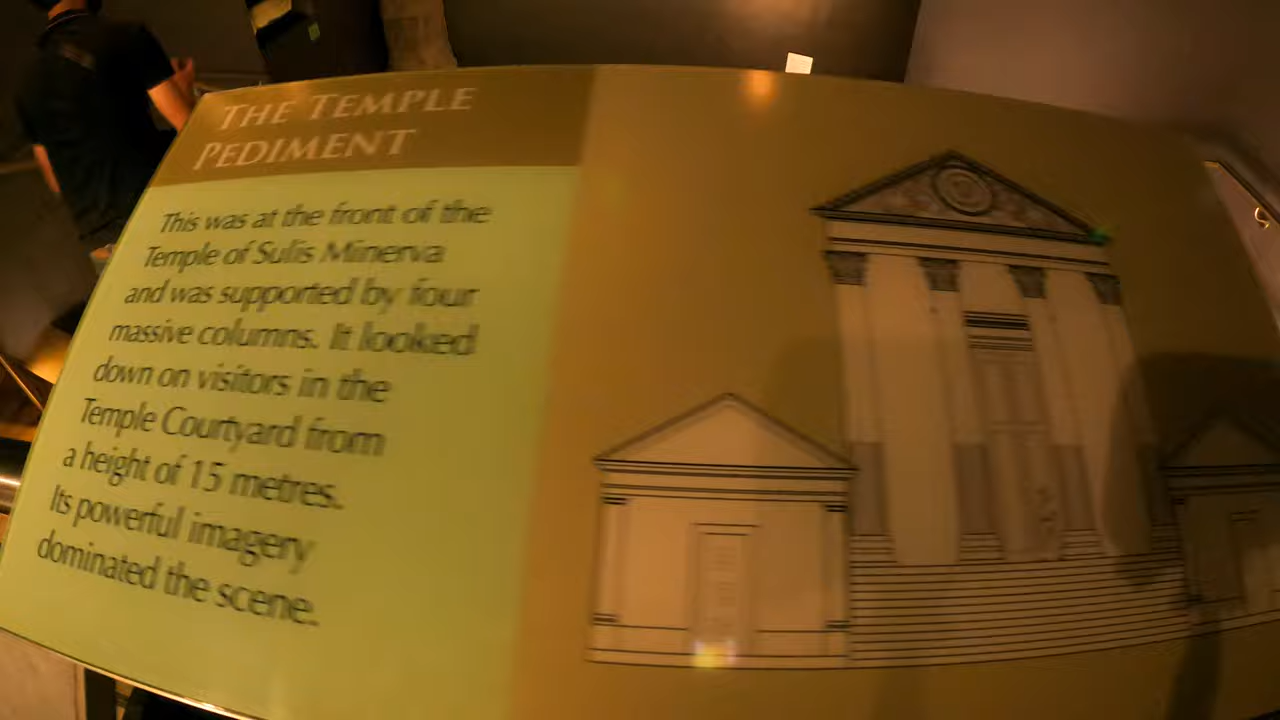 THE TEMPLE
PEDIMENT
This was at the front of the
Temple of Sulis Minerva
and was supported by four
massive columns. It looked
down on visitors in the
Temple Courtyard from
a height of 15 metres.
Its powerful imagery
dominated the scene.